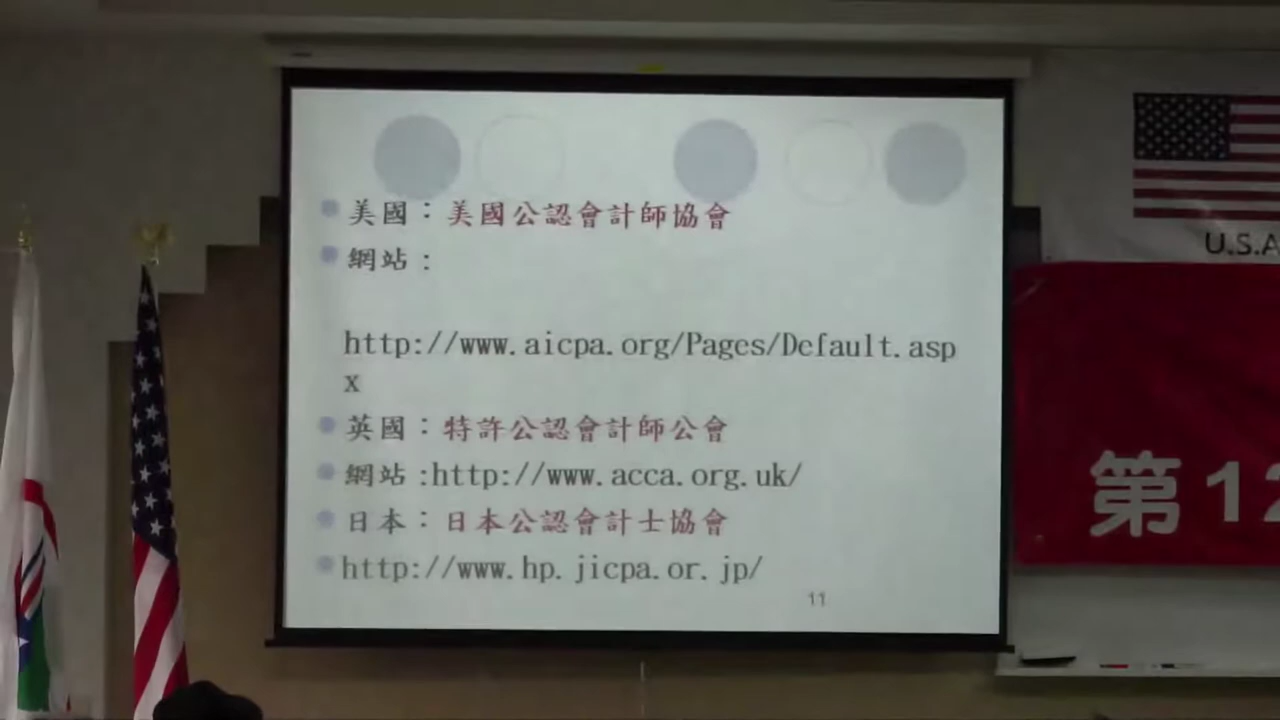 美國：美國公認會計師協會
網站：
http://www.aicpa.org/Pages/Default.asp
x
英國：特許公認會計師公會
網站:http://www.acca.org.uk/
日本：日本公認會計士協會
http://www.hp.jicpa.or.jp/
11
U.S.A
第12